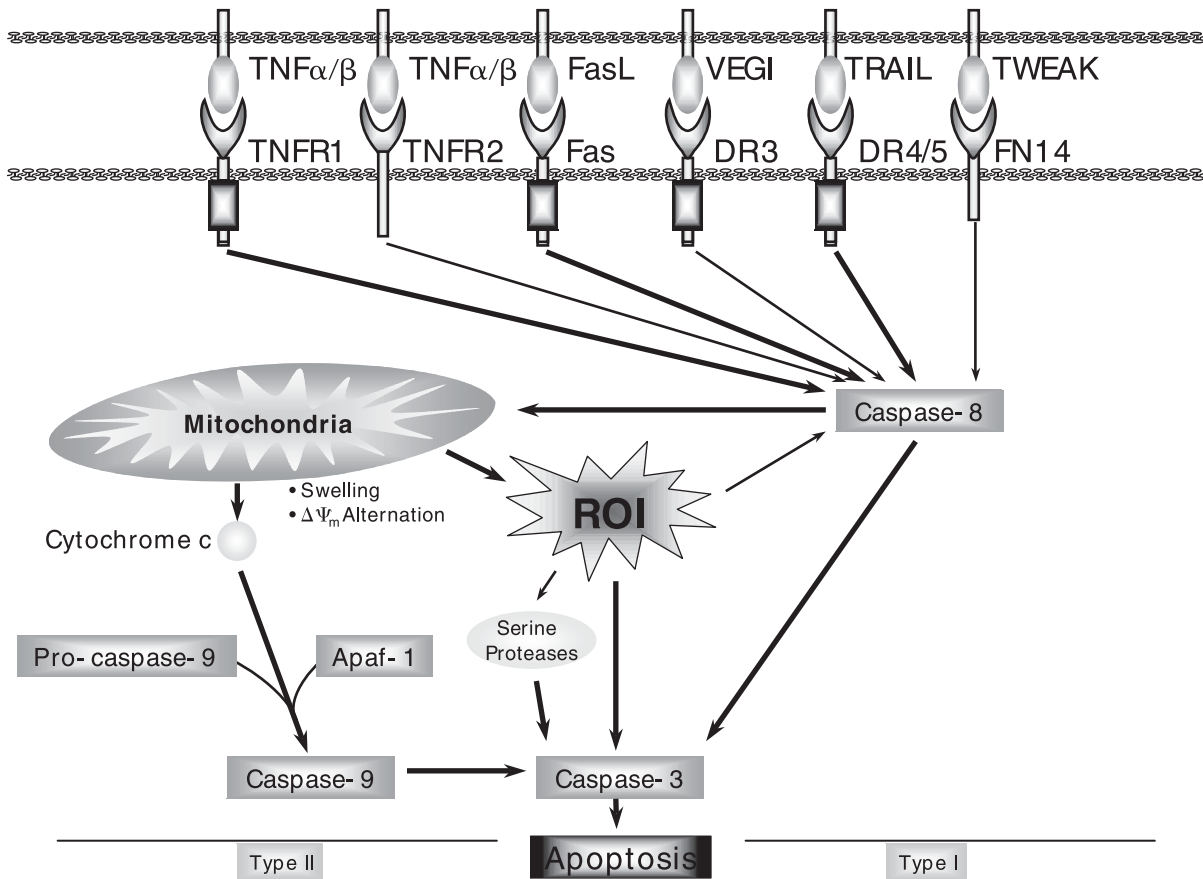 TNFα/β TNFα/β FasL VEGI TRAIL TWEAK
TNFR1 TNFR2 Fas DR3 DR4/5 FN14
Caspase- 8
Mitochondria
• Swelling
• ΔΨm Alternation
ROI
Cytochrome c
Serine
Proteases
Pro- caspase- 9 Apaf- 1
Caspase- 9 Caspase- 3
Apoptosis
Type II Type I